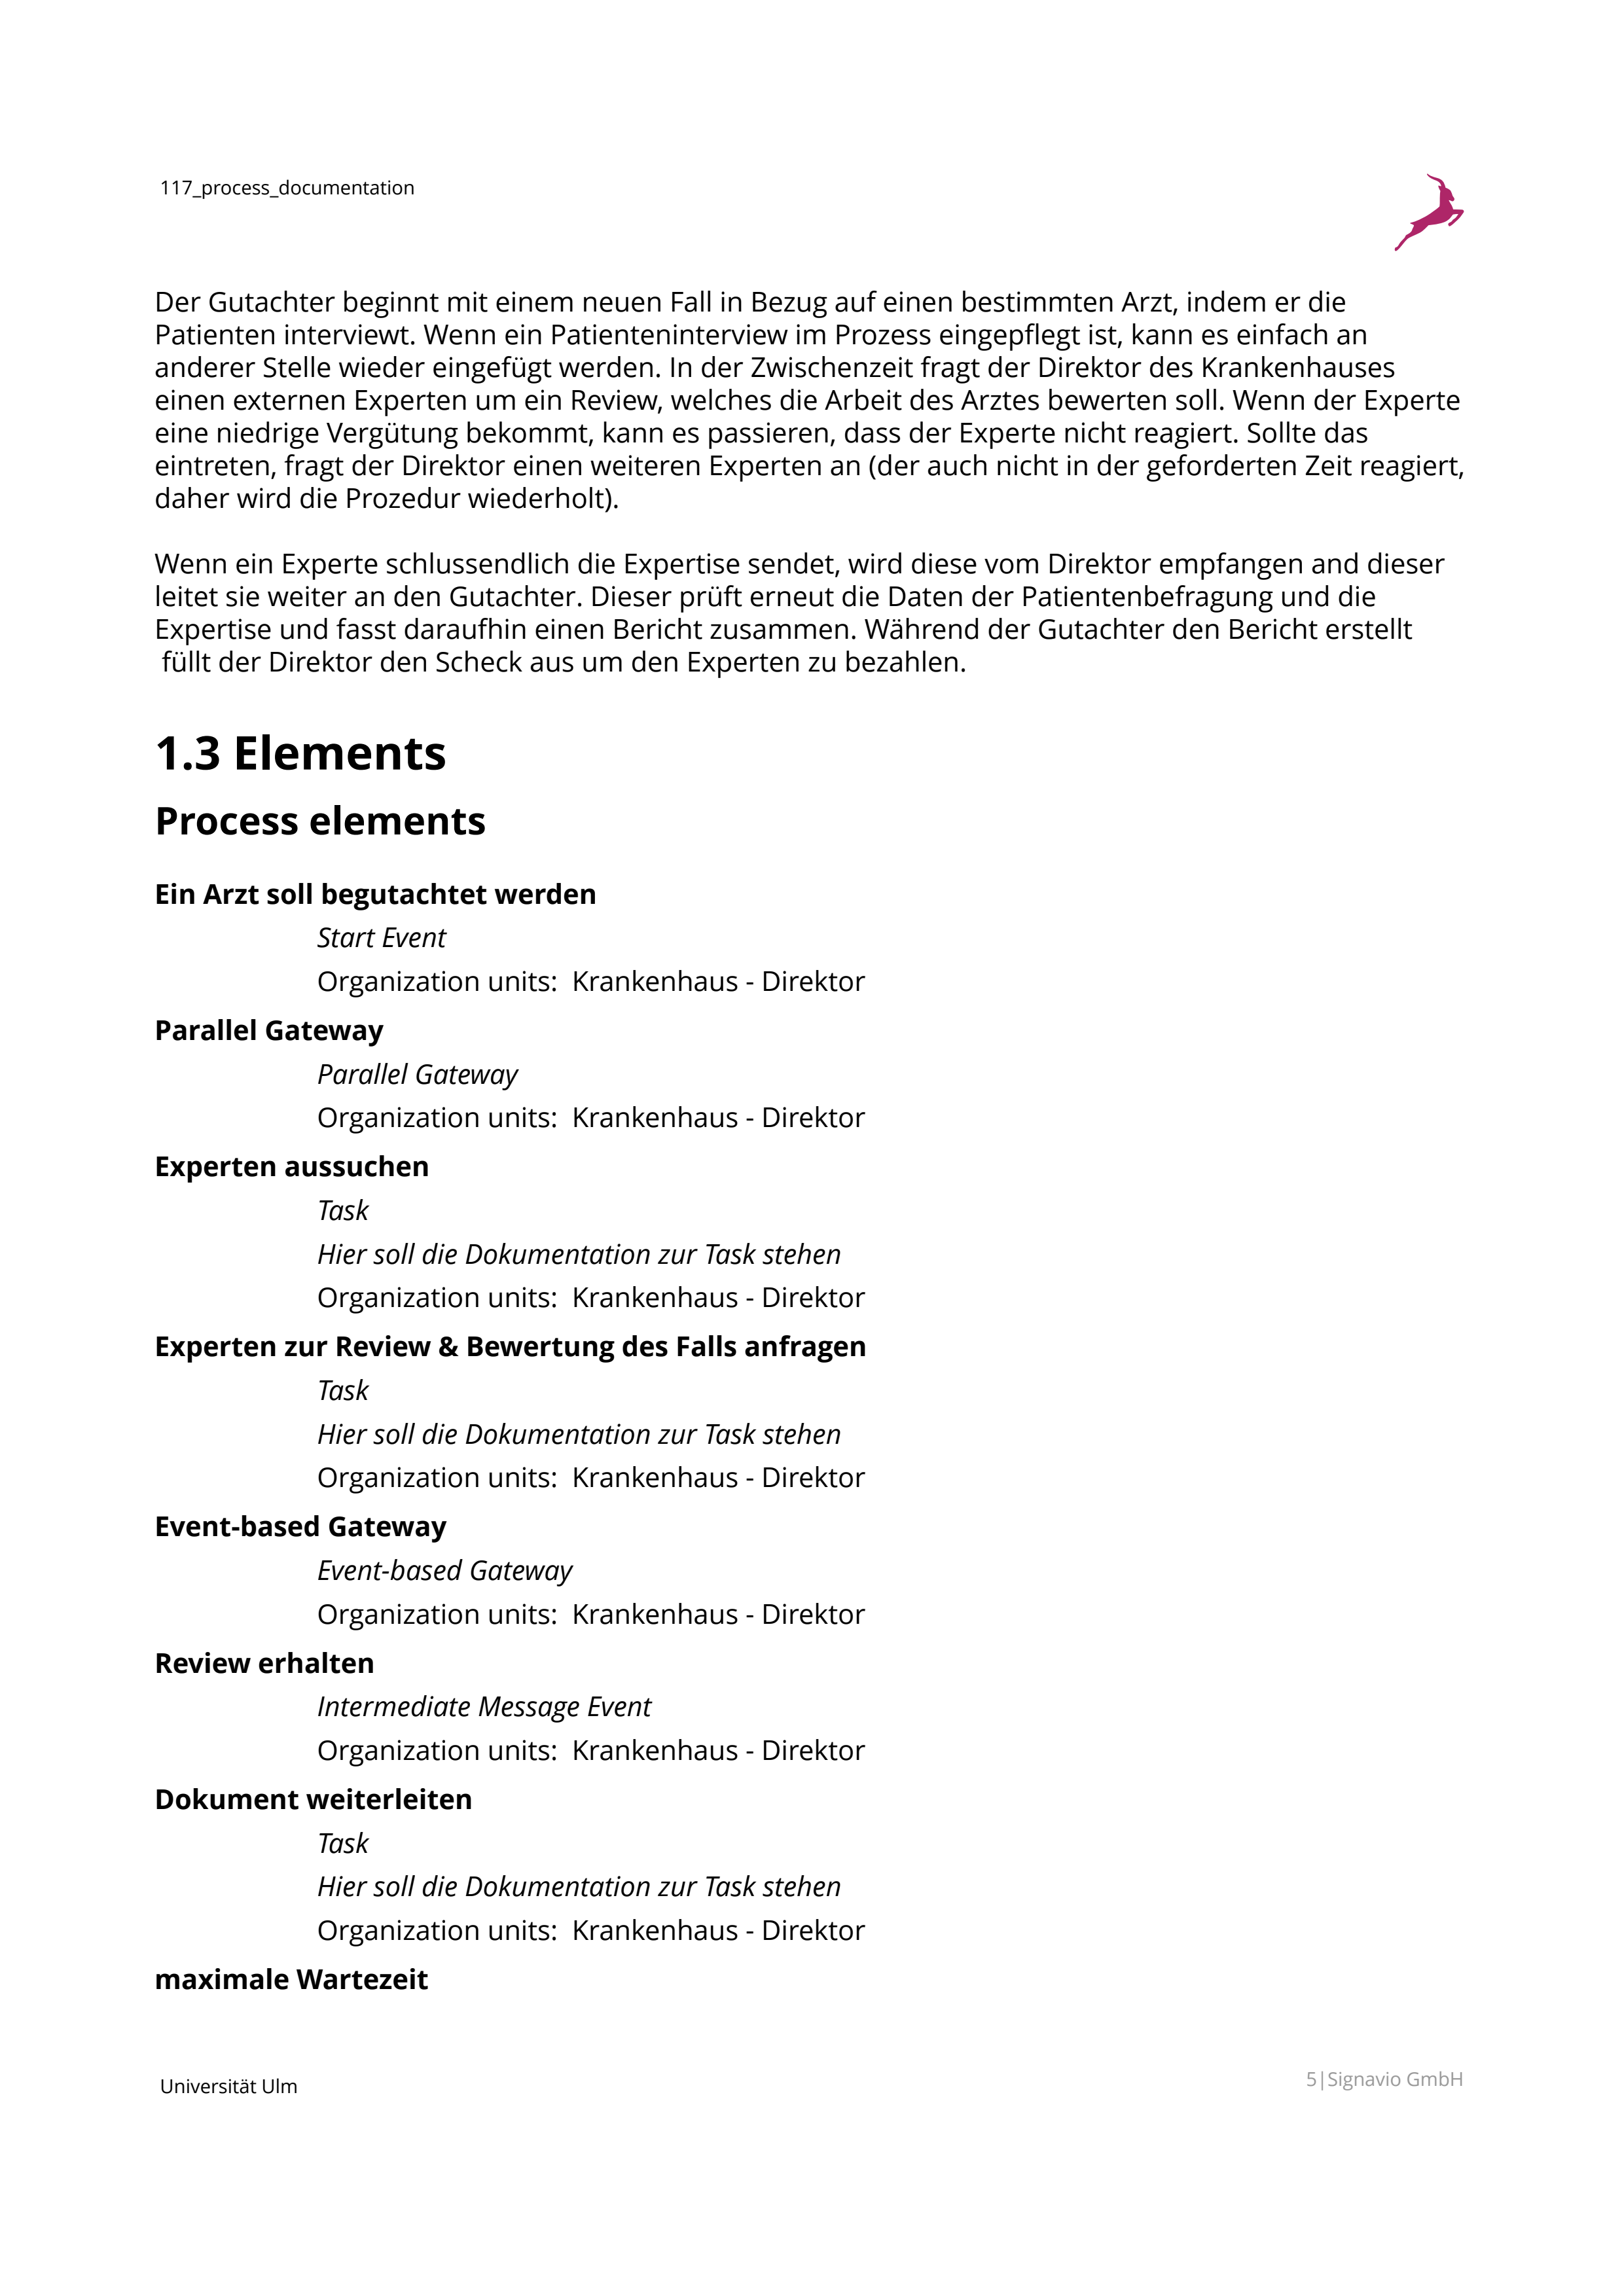 117_process_documentation
Der Gutachter beginnt mit einem neuen Fall in Bezug auf einen bestimmten Arzt, indem er die
Patienten interviewt. Wenn ein Patienteninterview im Prozess eingepflegt ist, kann es einfach an
anderer Stelle wieder eingefügt werden. In der Zwischenzeit fragt der Direktor des Krankenhauses
einen externen Experten um ein Review, welches die Arbeit des Arztes bewerten soll. Wenn der Experte
eine niedrige Vergütung bekommt, kann es passieren, dass der Experte nicht reagiert. Sollte das
eintreten, fragt der Direktor einen weiteren Experten an (der auch nicht in der geforderten Zeit reagiert,
daher wird die Prozedur wiederholt).
Wenn ein Experte schlussendlich die Expertise sendet, wird diese vom Direktor empfangen and dieser
leitet sie weiter an den Gutachter. Dieser prüft erneut die Daten der Patientenbefragung und die
Expertise und fasst daraufhin einen Bericht zusammen. Während der Gutachter den Bericht erstellt
füllt der Direktor den Scheck aus um den Experten zu bezahlen.
1.3 Elements
Process elements
Ein Arzt soll begutachtet werden
Start Event
Organization units: Krankenhaus - Direktor
Parallel Gateway
Parallel Gateway
Organization units: Krankenhaus - Direktor
Experten aussuchen
Task
Hier soll die Dokumentation zur Task stehen
Organization units: Krankenhaus - Direktor
Experten zur Review & Bewertung des Falls anfragen
Task
Hier soll die Dokumentation zur Task stehen
Organization units: Krankenhaus - Direktor
Event-based Gateway
Event-based Gateway
Organization units: Krankenhaus - Direktor
Review erhalten
Intermediate Message Event
Organization units: Krankenhaus - Direktor
Dokument weiterleiten
Task
Hier soll die Dokumentation zur Task stehen
Organization units: Krankenhaus - Direktor
maximale Wartezeit
Universität Ulm
5|Signavio GmbH